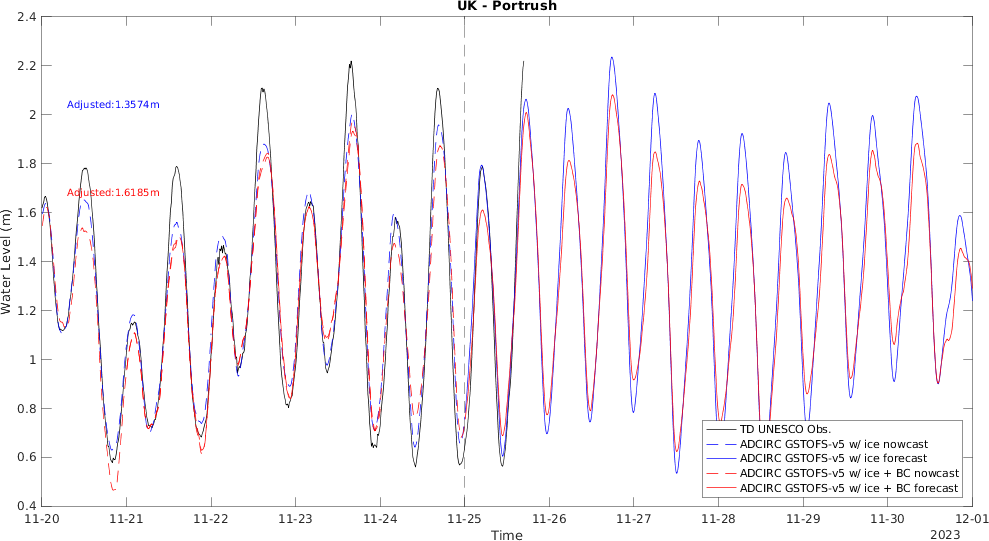 UK - Portrush
2.4
2.2
2
1.8
1.6
1.4
1.2
1
0.8
0.6
0.4
Water Level (m)
Adjusted:1.3574m
Adjusted:1.6185m
TD UNESCO Obs.
ADCIRC GSTOFS-v5 w/ ice nowcast
ADCIRC GSTOFS-v5 w/ ice forecast
ADCIRC GSTOFS-v5 w/ ice + BC nowcast
ADCIRC GSTOFS-v5 w/ ice + BC forecast
11-20 11-21 11-22 11-23 11-24 11-25 11-26 11-27 11-28 11-29 11-30 12-01
Time
2023